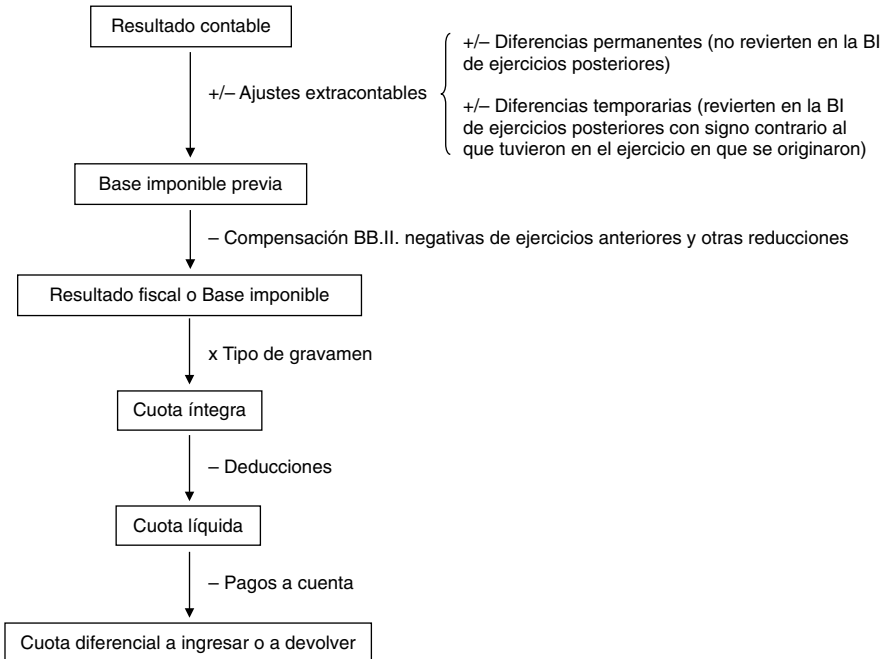 Resultado contable
+/– Ajustes extracontables
+/– Diferencias permanentes (no revierten en la BI
de ejercicios posteriores)
+/– Diferencias temporarias (revierten en la BI
de ejercicios posteriores con signo contrario al
que tuvieron en el ejercicio en que se originaron)
Base imponible previa
– Compensación BB.II. negativas de ejercicios anteriores y otras reducciones
Resultado fiscal o Base imponible
x Tipo de gravamen
Cuota íntegra
– Deducciones
Cuota líquida
– Pagos a cuenta
Cuota diferencial a ingresar o a devolver